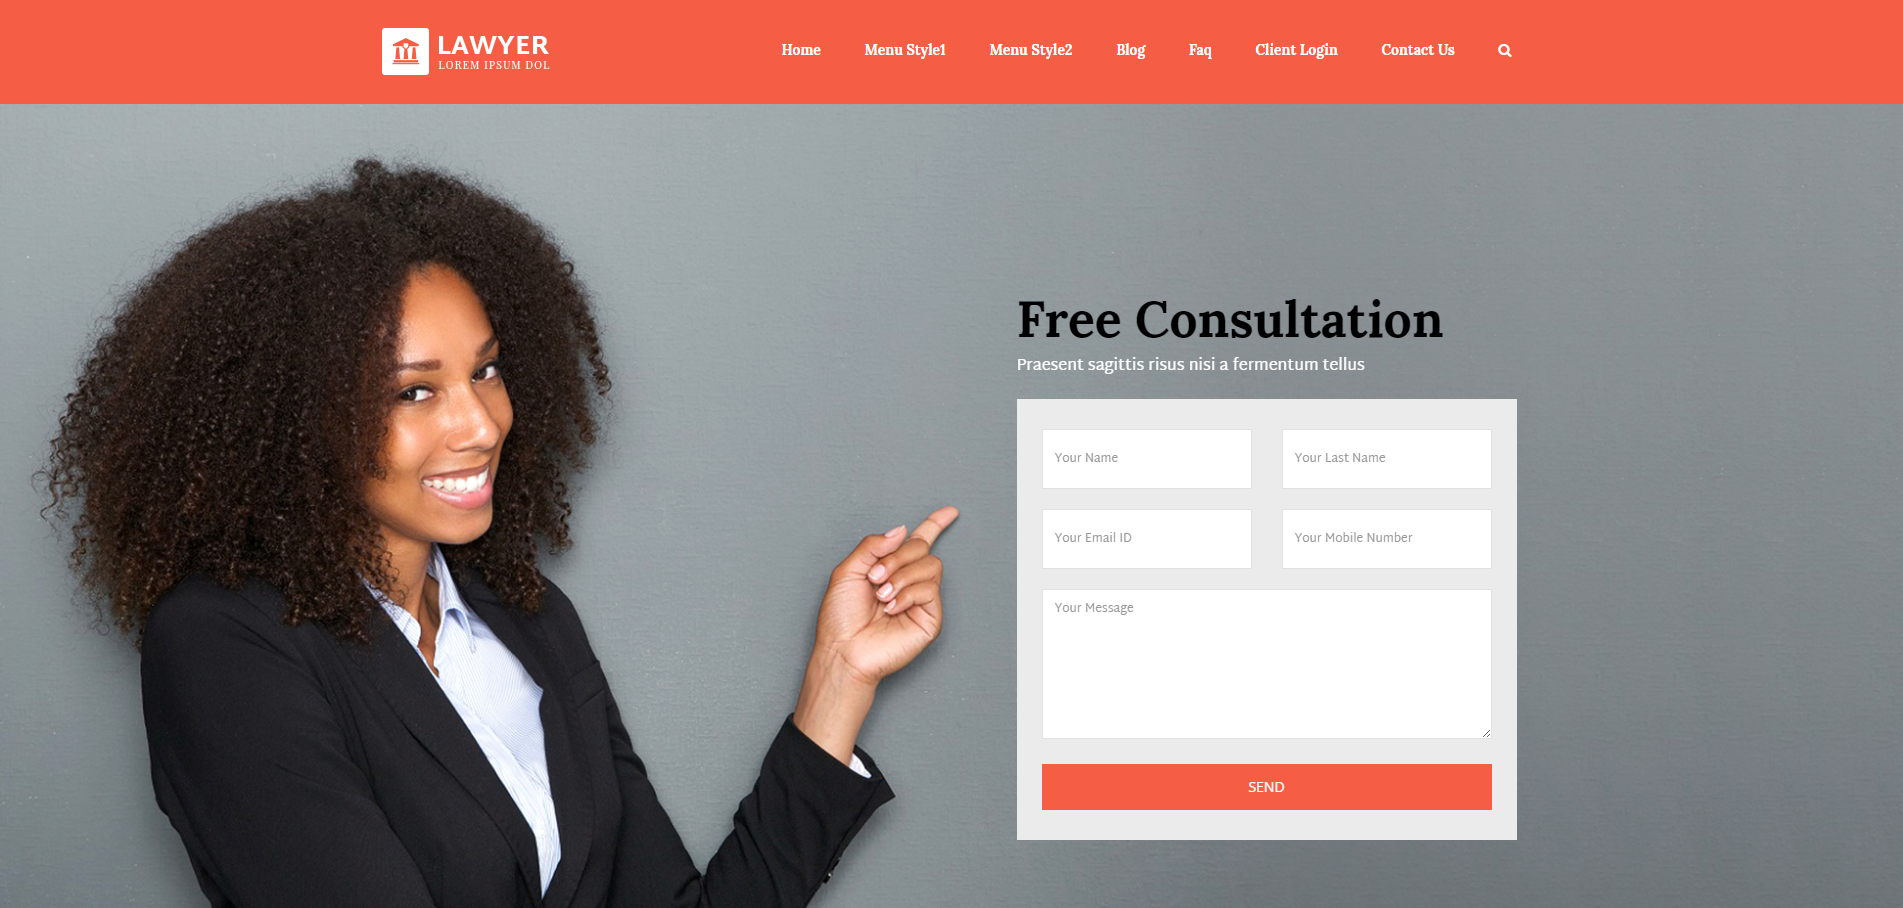 LAWYER
LOREM IPSUM DOL
Home Menu Style1 Menu Style2 Blog Faq Client Login Contact Us
Free Consultation
Praesent sagittis risus nisi a fermentum tellus
Your Name Your Last Name
Your Email ID Your Mobile Number
Your Message
SEND